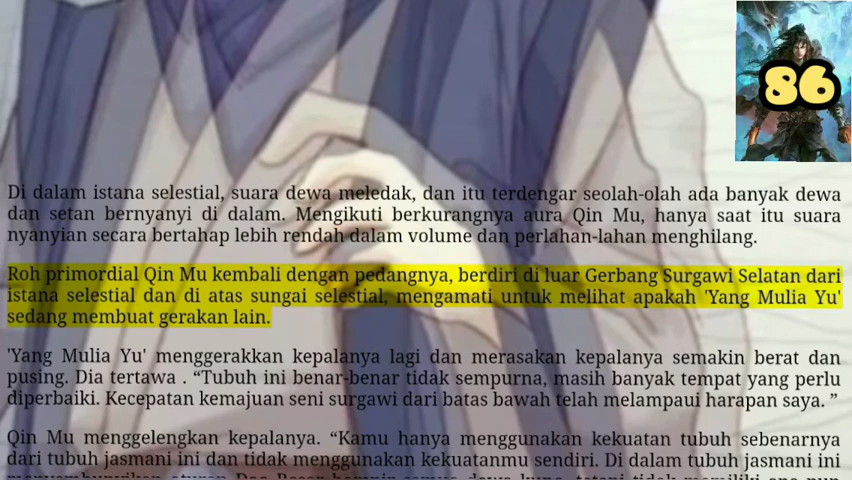 86
Di dalam istana selestial, suara dewa meledak, dan itu terdengar seolah-olah ada banyak dewa
dan setan bernyanyi di dalam. Mengikuti berkurangnya aura Qin Mu, hanya saat itu suara
nyanyian secara bertahap lebih rendah dalam volume dan perlahan-lahan menghilang.
Roh primordial Qin Mu kembali dengan pedangnya, berdiri di luar Gerbang Surgawi Selatan dari
istana selestial dan di atas sungai selestial, mengamati untuk melihat apakah 'Yang Mulia Yu'
sedang membuat gerakan lain.
'Yang Mulia Yu' menggerakkan kepalanya lagi dan merasakan kepalanya semakin berat dan
pusing. Dia tertawa . “Tubuh ini benar-benar tidak sempurna, masih banyak tempat yang perlu
diperbaiki. Kecepatan kemajuan seni surgawi dari batas bawah telah melampaui harapan saya. ”
Qin Mu menggelengkan kepalanya. “Kamu hanya menggunakan kekuatan tubuh sebenarnya
dari tubuh jasmani ini dan tidak menggunakan kekuatanmu sendiri. Di dalam tubuh jasmani ini